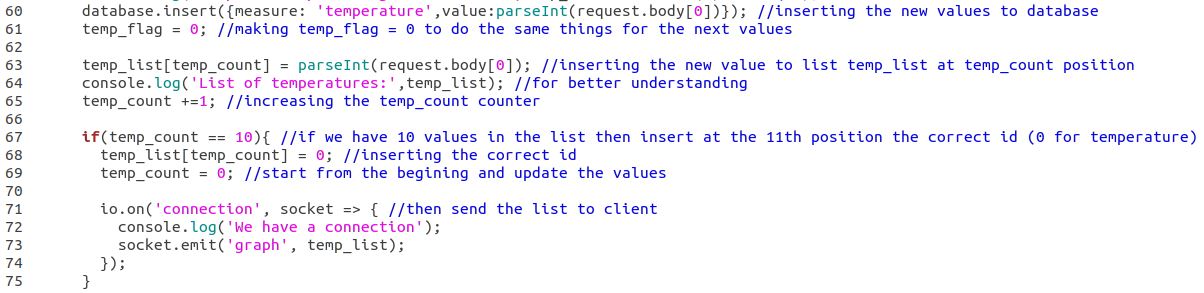 60 database.insert({measure: 'temperature',value:parseInt(request.body[0])}); //inserting the new values to database
61 temp_flag = 0; //making temp_flag = 0 to do the same things for the next values
62
63 temp_list[temp_count] = parseInt(request.body[0]); //inserting the new value to list temp_list at temp_count position
64 console.log('List of temperatures:',temp_list); //for better understanding
65 temp_count +=1; //increasing the temp_count counter
66
67 if(temp_count == 10){ //if we have 10 values in the list then insert at the 11th position the correct id (0 for temperature)
68 temp_list[temp_count] = 0; //inserting the correct id
69 temp_count = 0; //start from the begining and update the values
70
71 io.on('connection', socket => { //then send the list to client
72 console.log('We have a connection');
73 socket.emit('graph', temp_list);
74 });
75 }